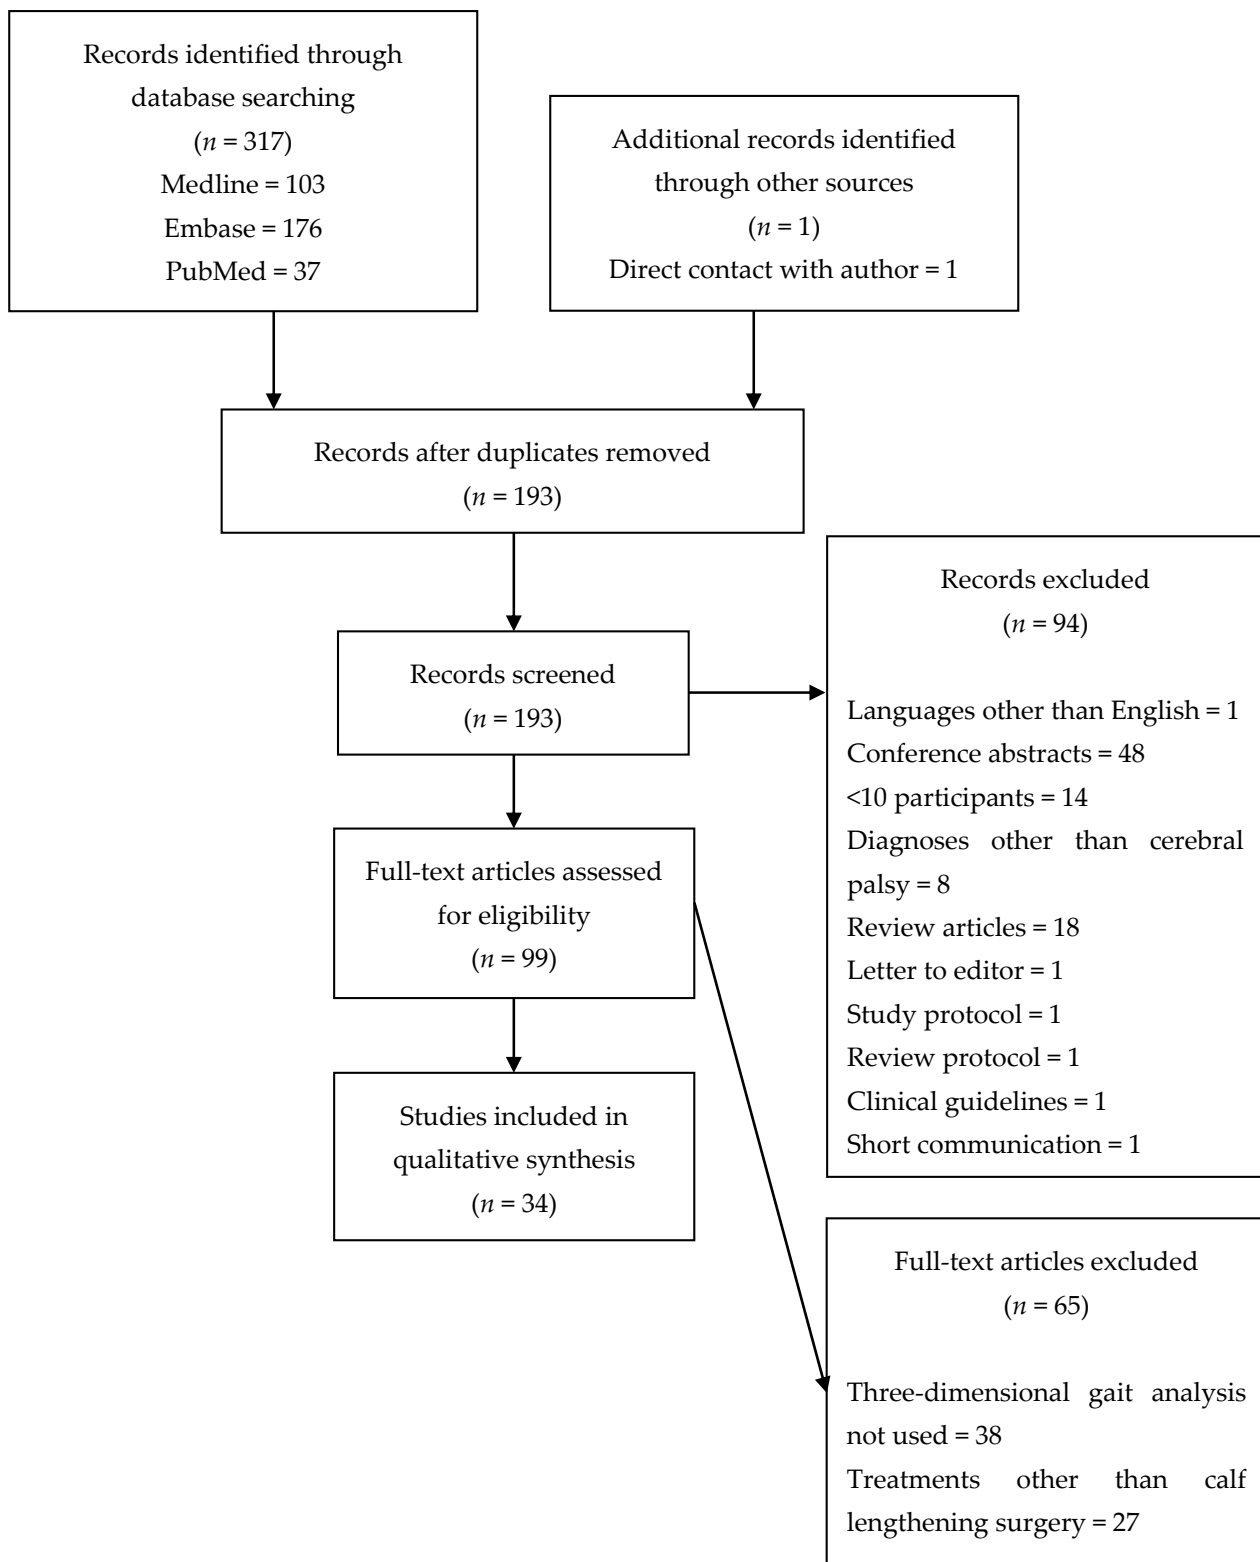 Records identified through
database searching
(n = 317)
Medline = 103
Embase = 176
PubMed = 37
Additional records identified
through other sources
(n = 1)
Direct contact with author = 1
Records after duplicates removed
(n = 193)
Records screened
(n = 193)
Records excluded
(n = 94)
Languages other than English = 1
Conference abstracts = 48
<10 participants = 14
Diagnoses other than cerebral
palsy = 8
Review articles = 18
Letter to editor = 1
Study protocol = 1
Review protocol = 1
Clinical guidelines = 1
Short communication = 1
Full-text articles assessed
for eligibility
(n = 99)
Studies included in
qualitative synthesis
(n = 34)
Full-text articles excluded
(n = 65)
Three-dimensional gait analysis
not used = 38
Treatments other than calf
lengthening surgery = 27